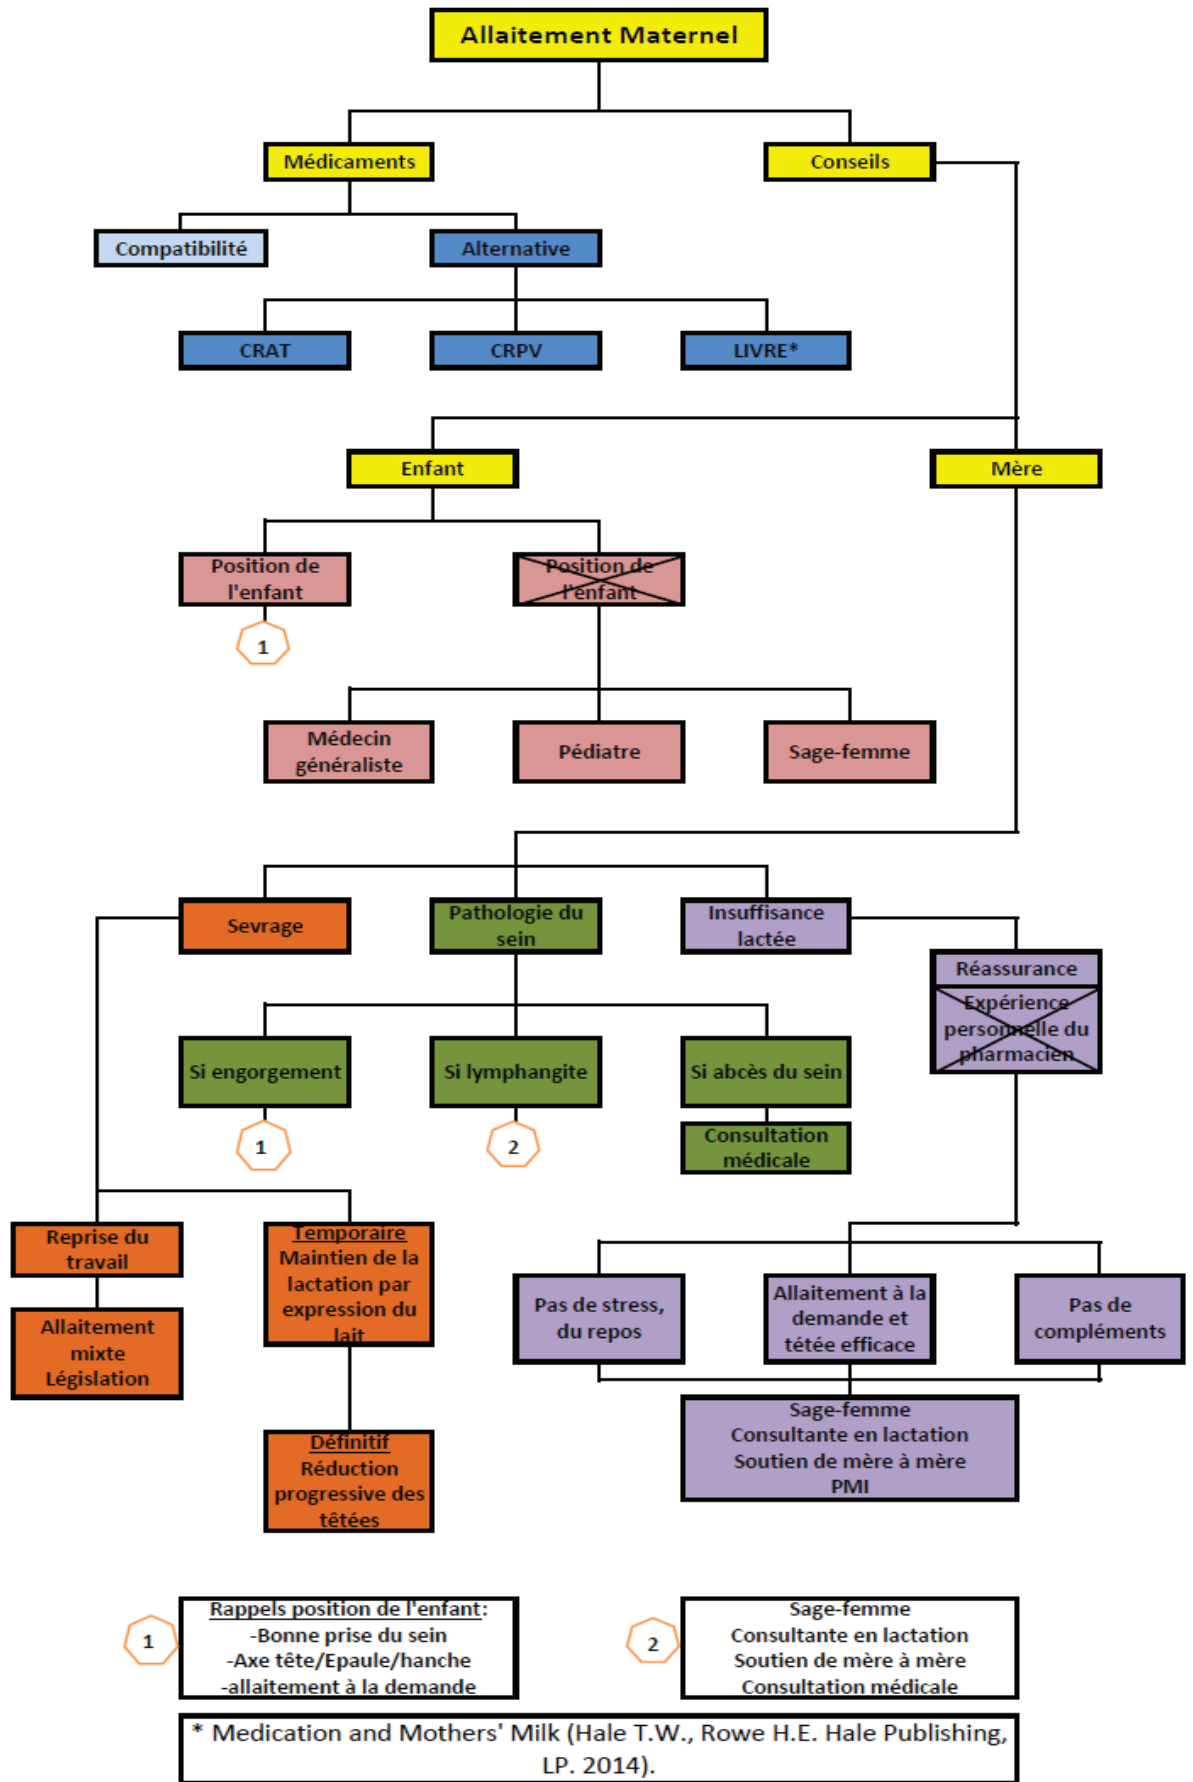 Allaitement Maternel
Médicaments
Conseils
Compatibilité
Alternative
CRAT
CRPV
LIVRE*
Enfant
Mère
Position de
l'enfant
Position de
l'enfant
1
Médecin
généraliste
Pédiatre
Sage-femme
Sevrage
Pathologie du
sein
Insuffisance
lactée
Réassurance
Expérience
personnelle du
pharmacien
Si engorgement
Si lymphangite
Si abcès du sein
1
2
Consultation
médicale
Reprise du
travail
Temporaire
Maintien de la
lactation par
expression du
lait
Allaitement
mixte
Législation
Pas de stress,
du repos
Allaitement à la
demande et
tétée efficace
Pas de
compléments
Définitif
Réduction
progressive des
têtées
Sage-femme
Consultante en lactation
Soutien de mère à mère
PMI
1
Rappels position de l'enfant:
-Bonne prise du sein
-Axe tête/Epaule/hanche
-allaitement à la demande
2
Sage-femme
Consultante en lactation
Soutien de mère à mère
Consultation médicale
* Medication and Mothers' Milk (Hale T.W., Rowe H.E. Hale Publishing,
LP. 2014).